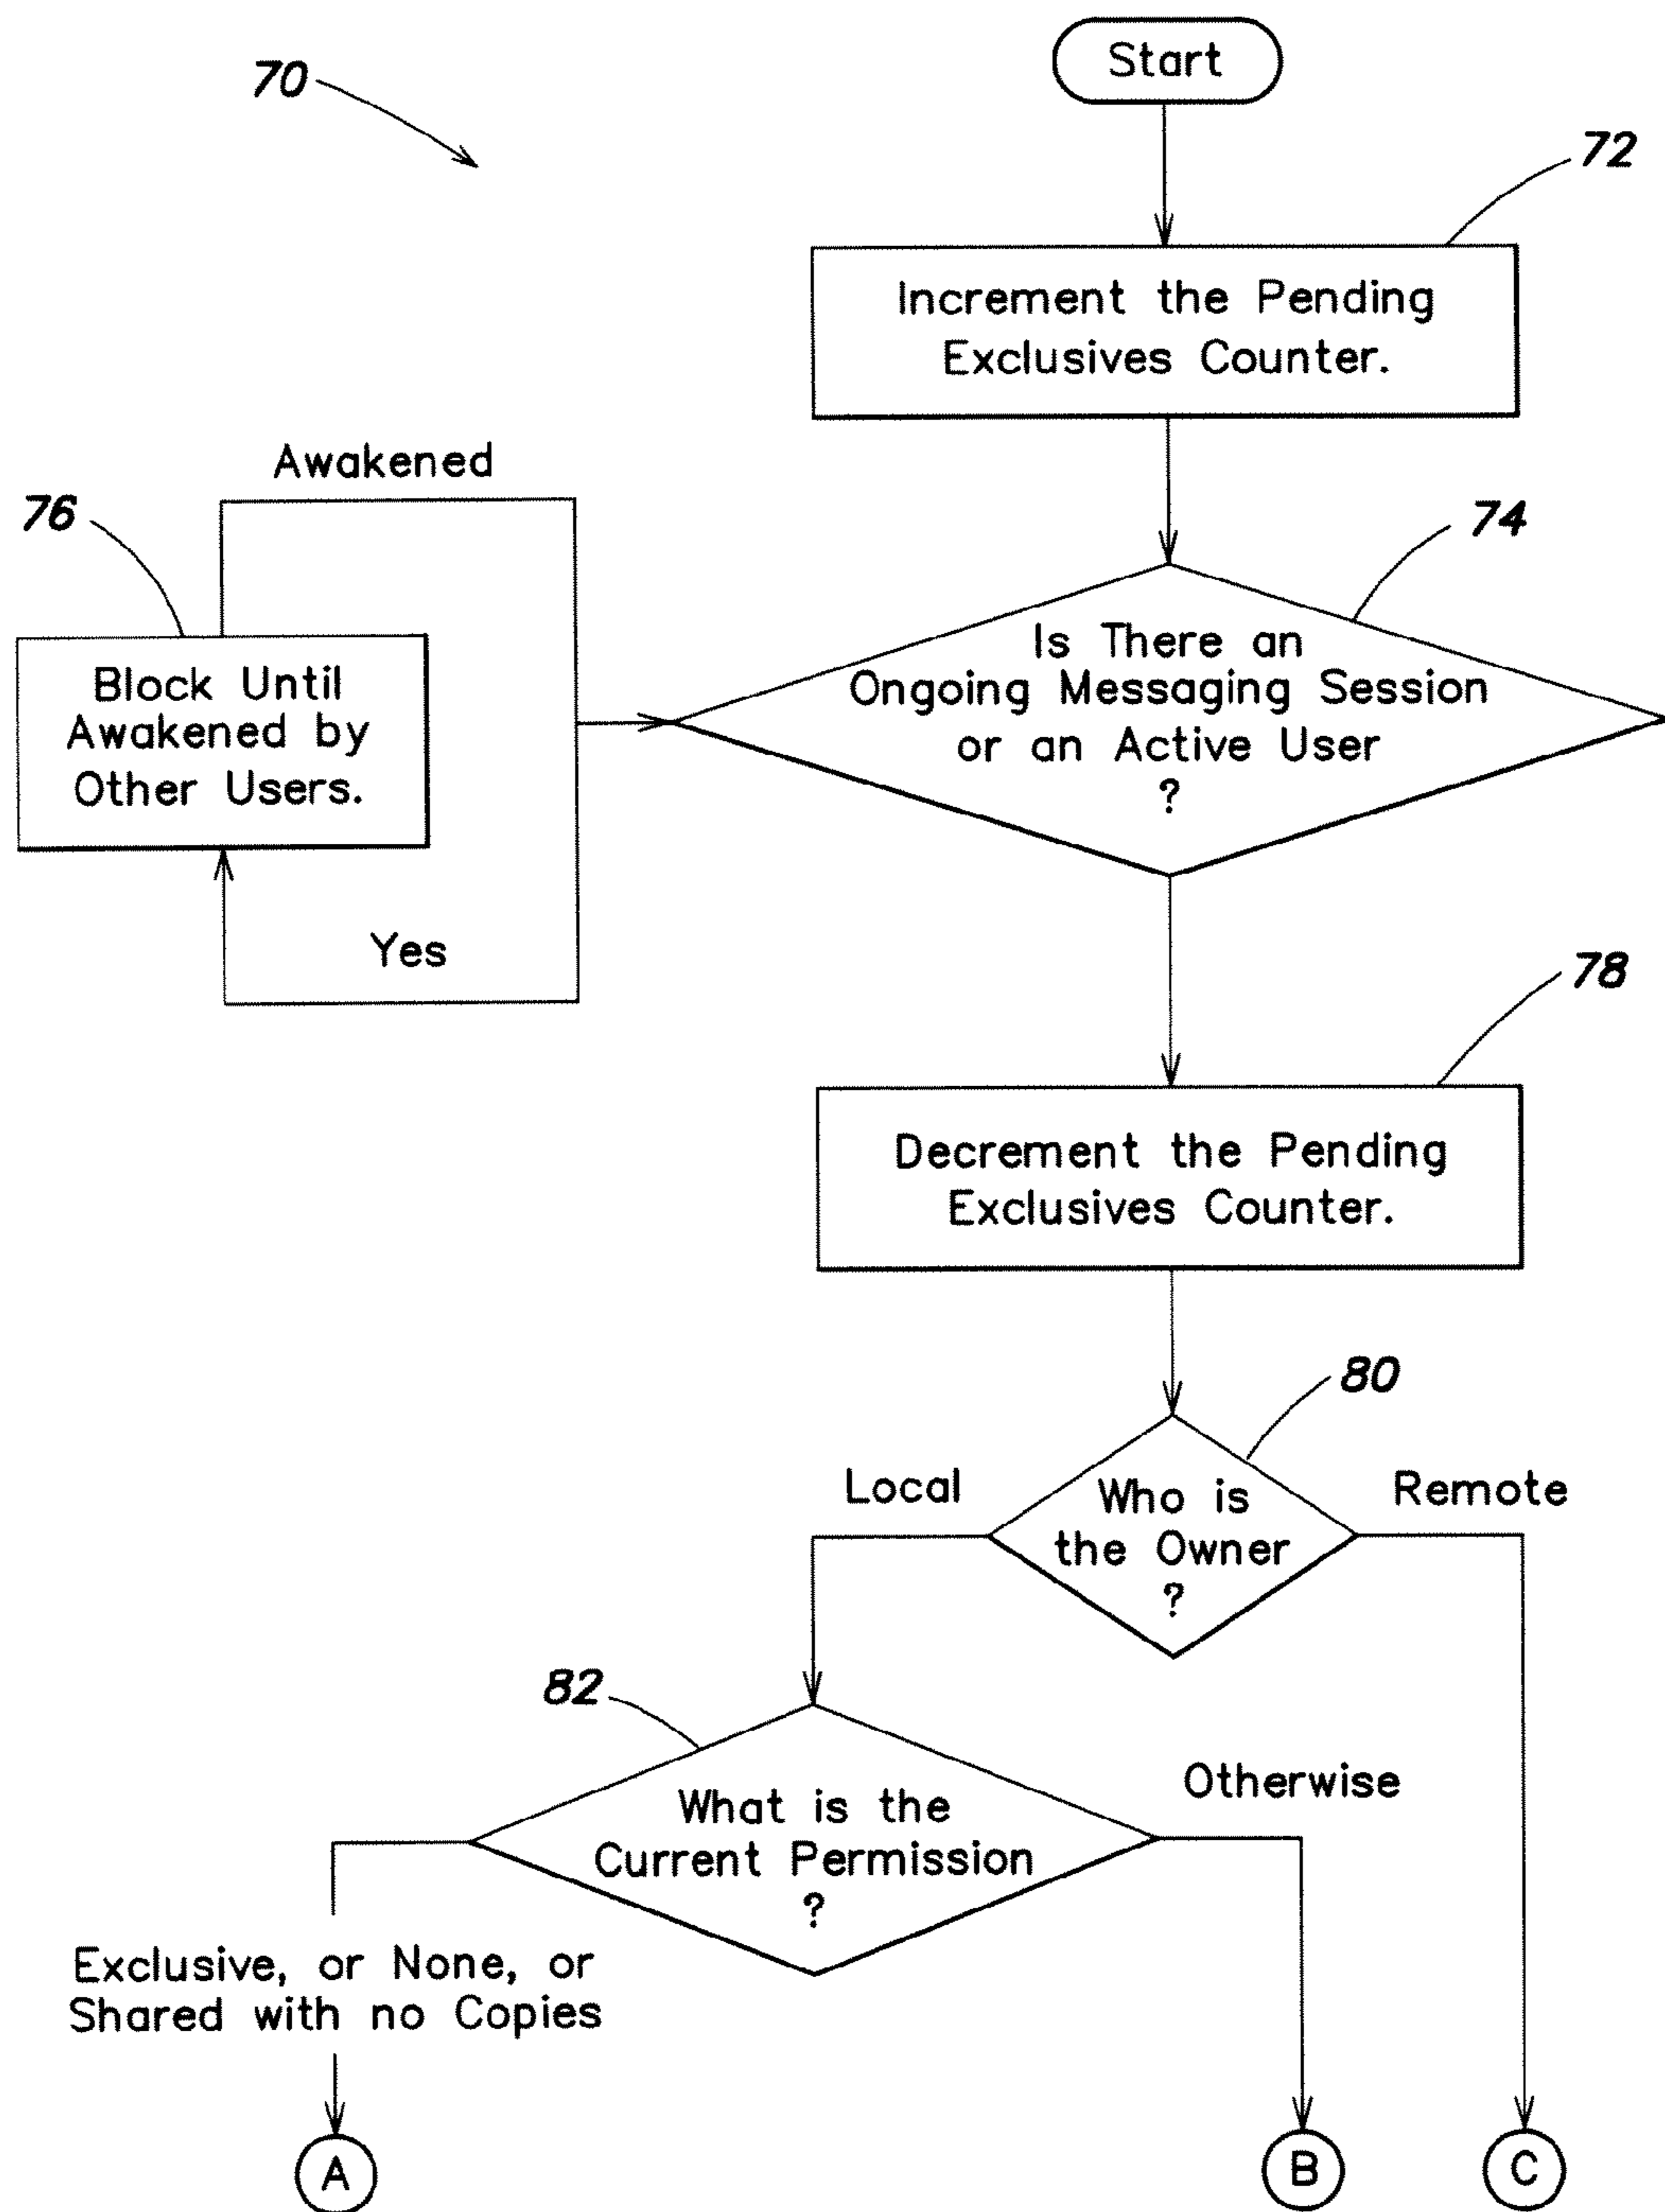 Start
70
72
Increment the Pending
Exclusives Counter.
Awakened
76
74
Block Until
Awakened by
Other Users.
Is There an
Ongoing Messaging Session
or an Active User
?
Yes
78
Decrement the Pending
Exclusives Counter.
80
Local
Who is
the Owner
?
Remote
82
What is the
Current Permission
?
Otherwise
Exclusive, or None, or
Shared with no Copies
A
B
C